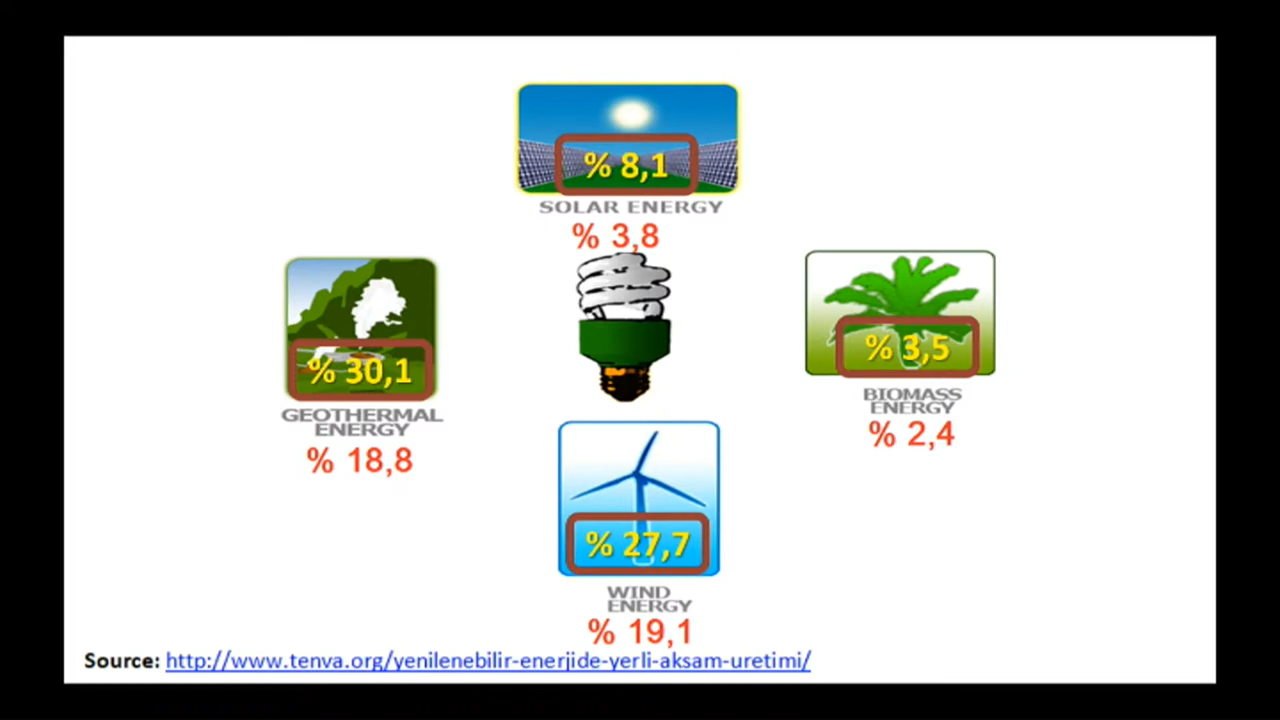 % 8,1
SOLAR ENERGY
% 3,8
% 30,1
GEOTHERMAL
ENERGY
% 18,8
% 3,5
BIOMASS
ENERGY
% 2,4
% 27,7
WIND
ENERGY
% 19,1
Source: http://www.tenva.org/yenilenebilir-enerjide-yerli-aksam-uretimi/